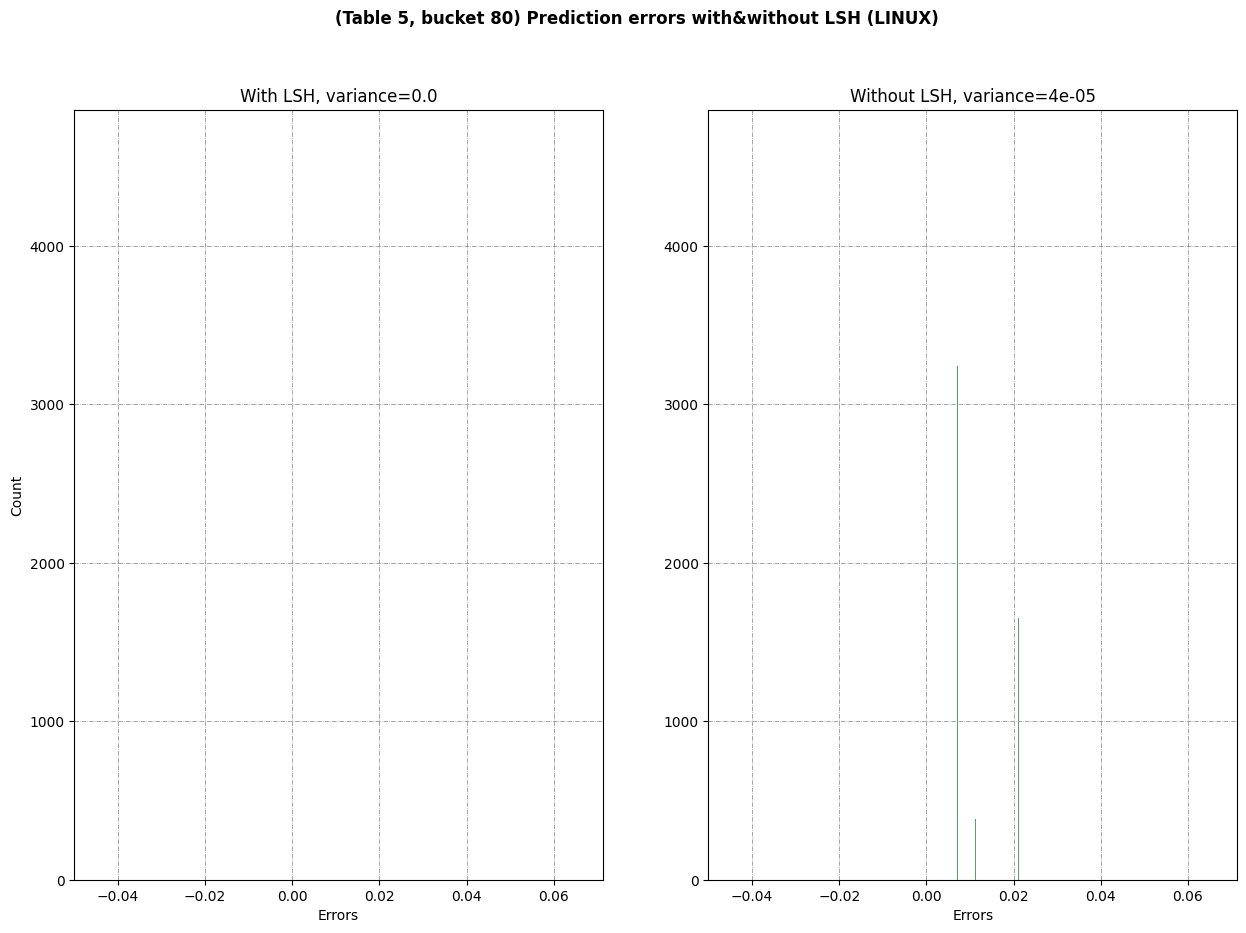 (Table 5, bucket 80) Prediction errors with&without LSH (LINUX)
With LSH, variance=0.0
Count
4000
3000
2000
1000
0
−0.04 −0.02 0.00 0.02 0.04 0.06
Errors
Without LSH, variance=4e-05
4000
3000
2000
1000
0
−0.04 −0.02 0.00 0.02 0.04 0.06
Errors